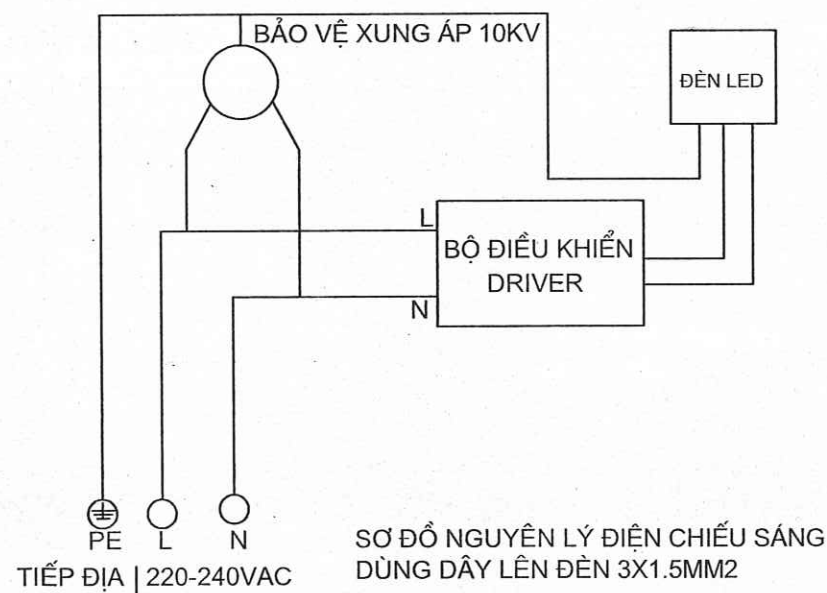 BẢO VỆ XUNG ÁP 10KV
ĐÈN LED
L
BỘ ĐIỀU KHIỂN
DRIVER
N
PE L N
TIẾP ĐỊA | 220-240VAC
SƠ ĐỒ NGUYÊN LÝ ĐIỆN CHIẾU SÁNG
DÙNG DÂY LÊN ĐÈN 3X1.5MM2